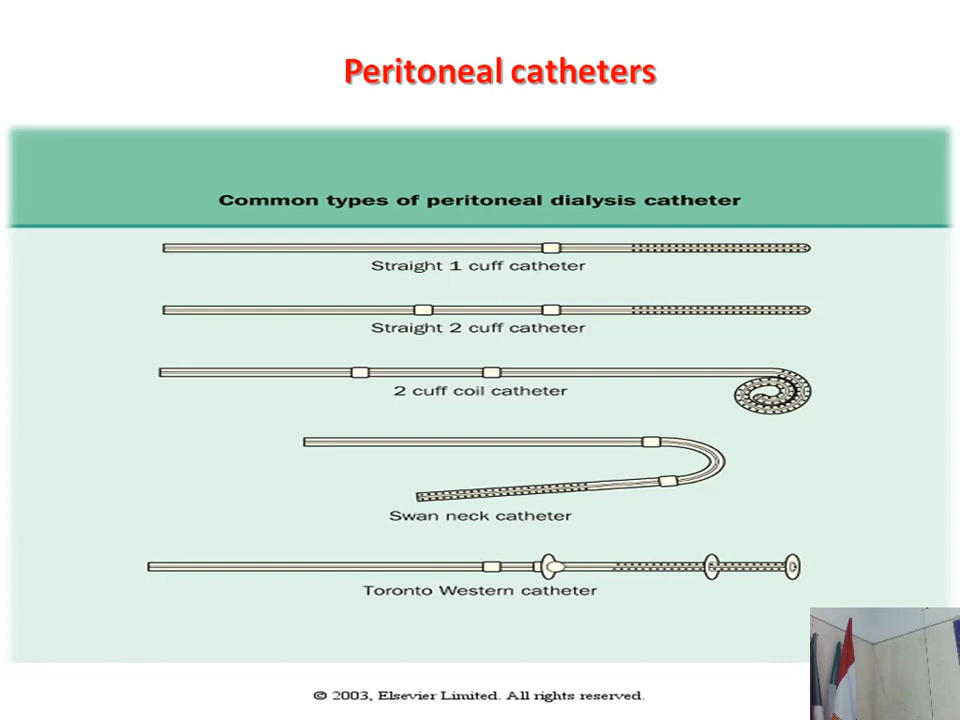 Peritoneal catheters
Common types of peritoneal dialysis catheter
Straight 1 cuff catheter
Straight 2 cuff catheter
2 cuff coil catheter
Swan neck catheter
Toronto Western catheter
© 2003, Elsevier Limited. All rights reserved.